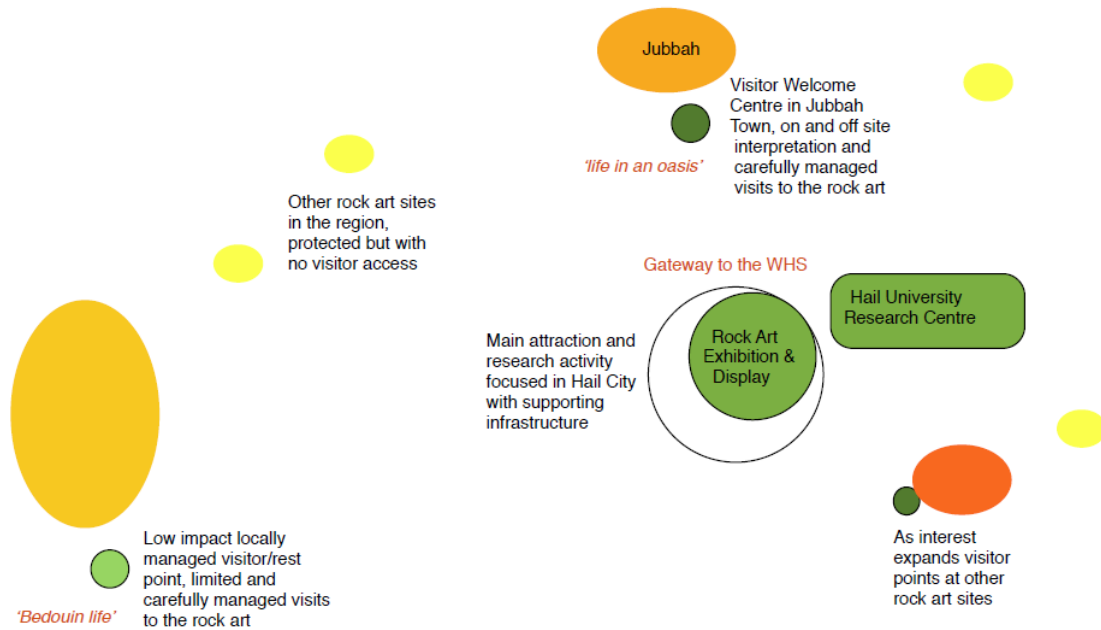 Jubbah
Visitor Welcome
Centre in Jubbah
Town, on and off site
interpretation and
carefully managed
visits to the rock art
'life in an oasis'
Other rock art sites
in the region,
protected but with
no visitor access
Gateway to the WHS
Hail University
Research Centre
Main attraction and
research activity
focused in Hail City
with supporting
infrastructure
Rock Art
Exhibition &
Display
Low impact locally
managed visitor/rest
point, limited and
carefully managed visits
to the rock art
'Bedouin life'
As interest
expands visitor
points at other
rock art sites